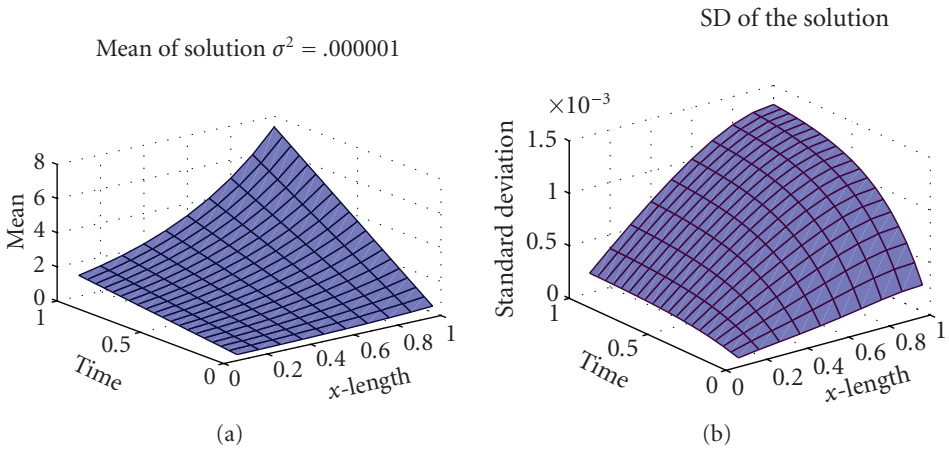 SD of the solution
Mean of solution σ² = .000001
×10⁻³
8
6
4
2
0
Mean
1
0.5
0
Time
0
0.2
0.4
0.6
0.8
1
x-length
(a)
1.5
1
0.5
0
Standard deviation
1
0.5
0
Time
0
0.2
0.4
0.6
0.8
1
x-length
(b)